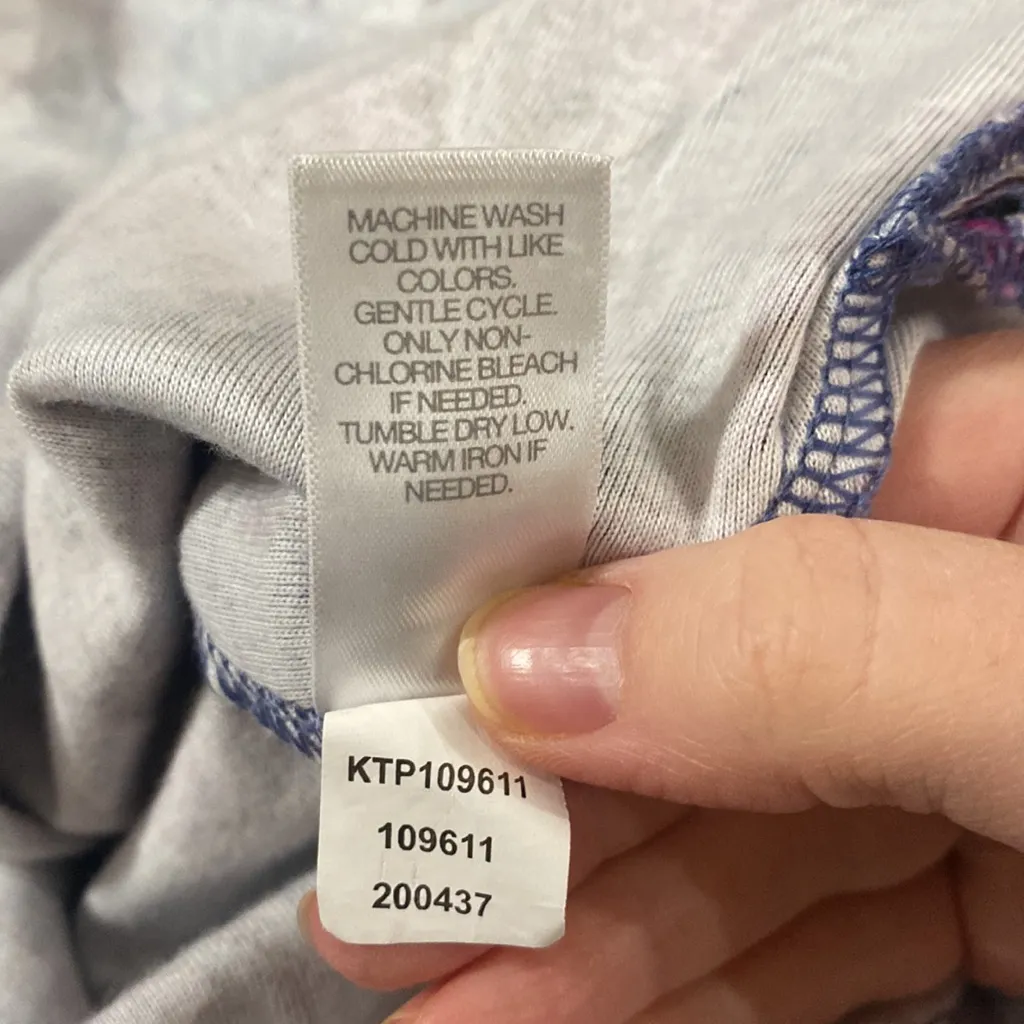 MACHINE WASH
COLD WITH LIKE
COLORS.
GENTLE CYCLE.
ONLY NON-
CHLORINE BLEACH
IF NEEDED.
TUMBLE DRY LOW.
WARM IRON IF
NEEDED.
KTP109611
109611
200437